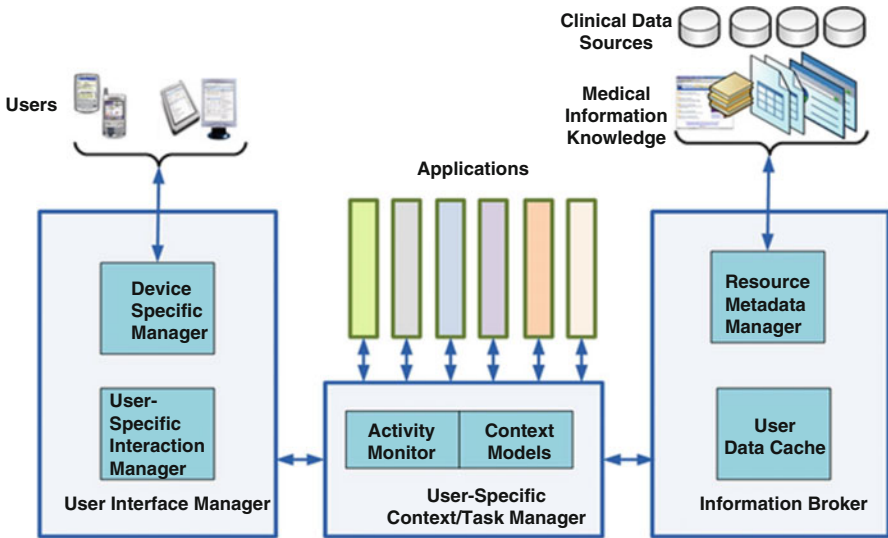 Clinical Data
Sources
Users
Medical
Information
Knowledge
Applications
Device
Specific
Manager
User-
Specific
Interaction
Manager
User Interface Manager
Activity
Monitor
Context
Models
User-Specific
Context/Task Manager
Resource
Metadata
Manager
User
Data Cache
Information Broker